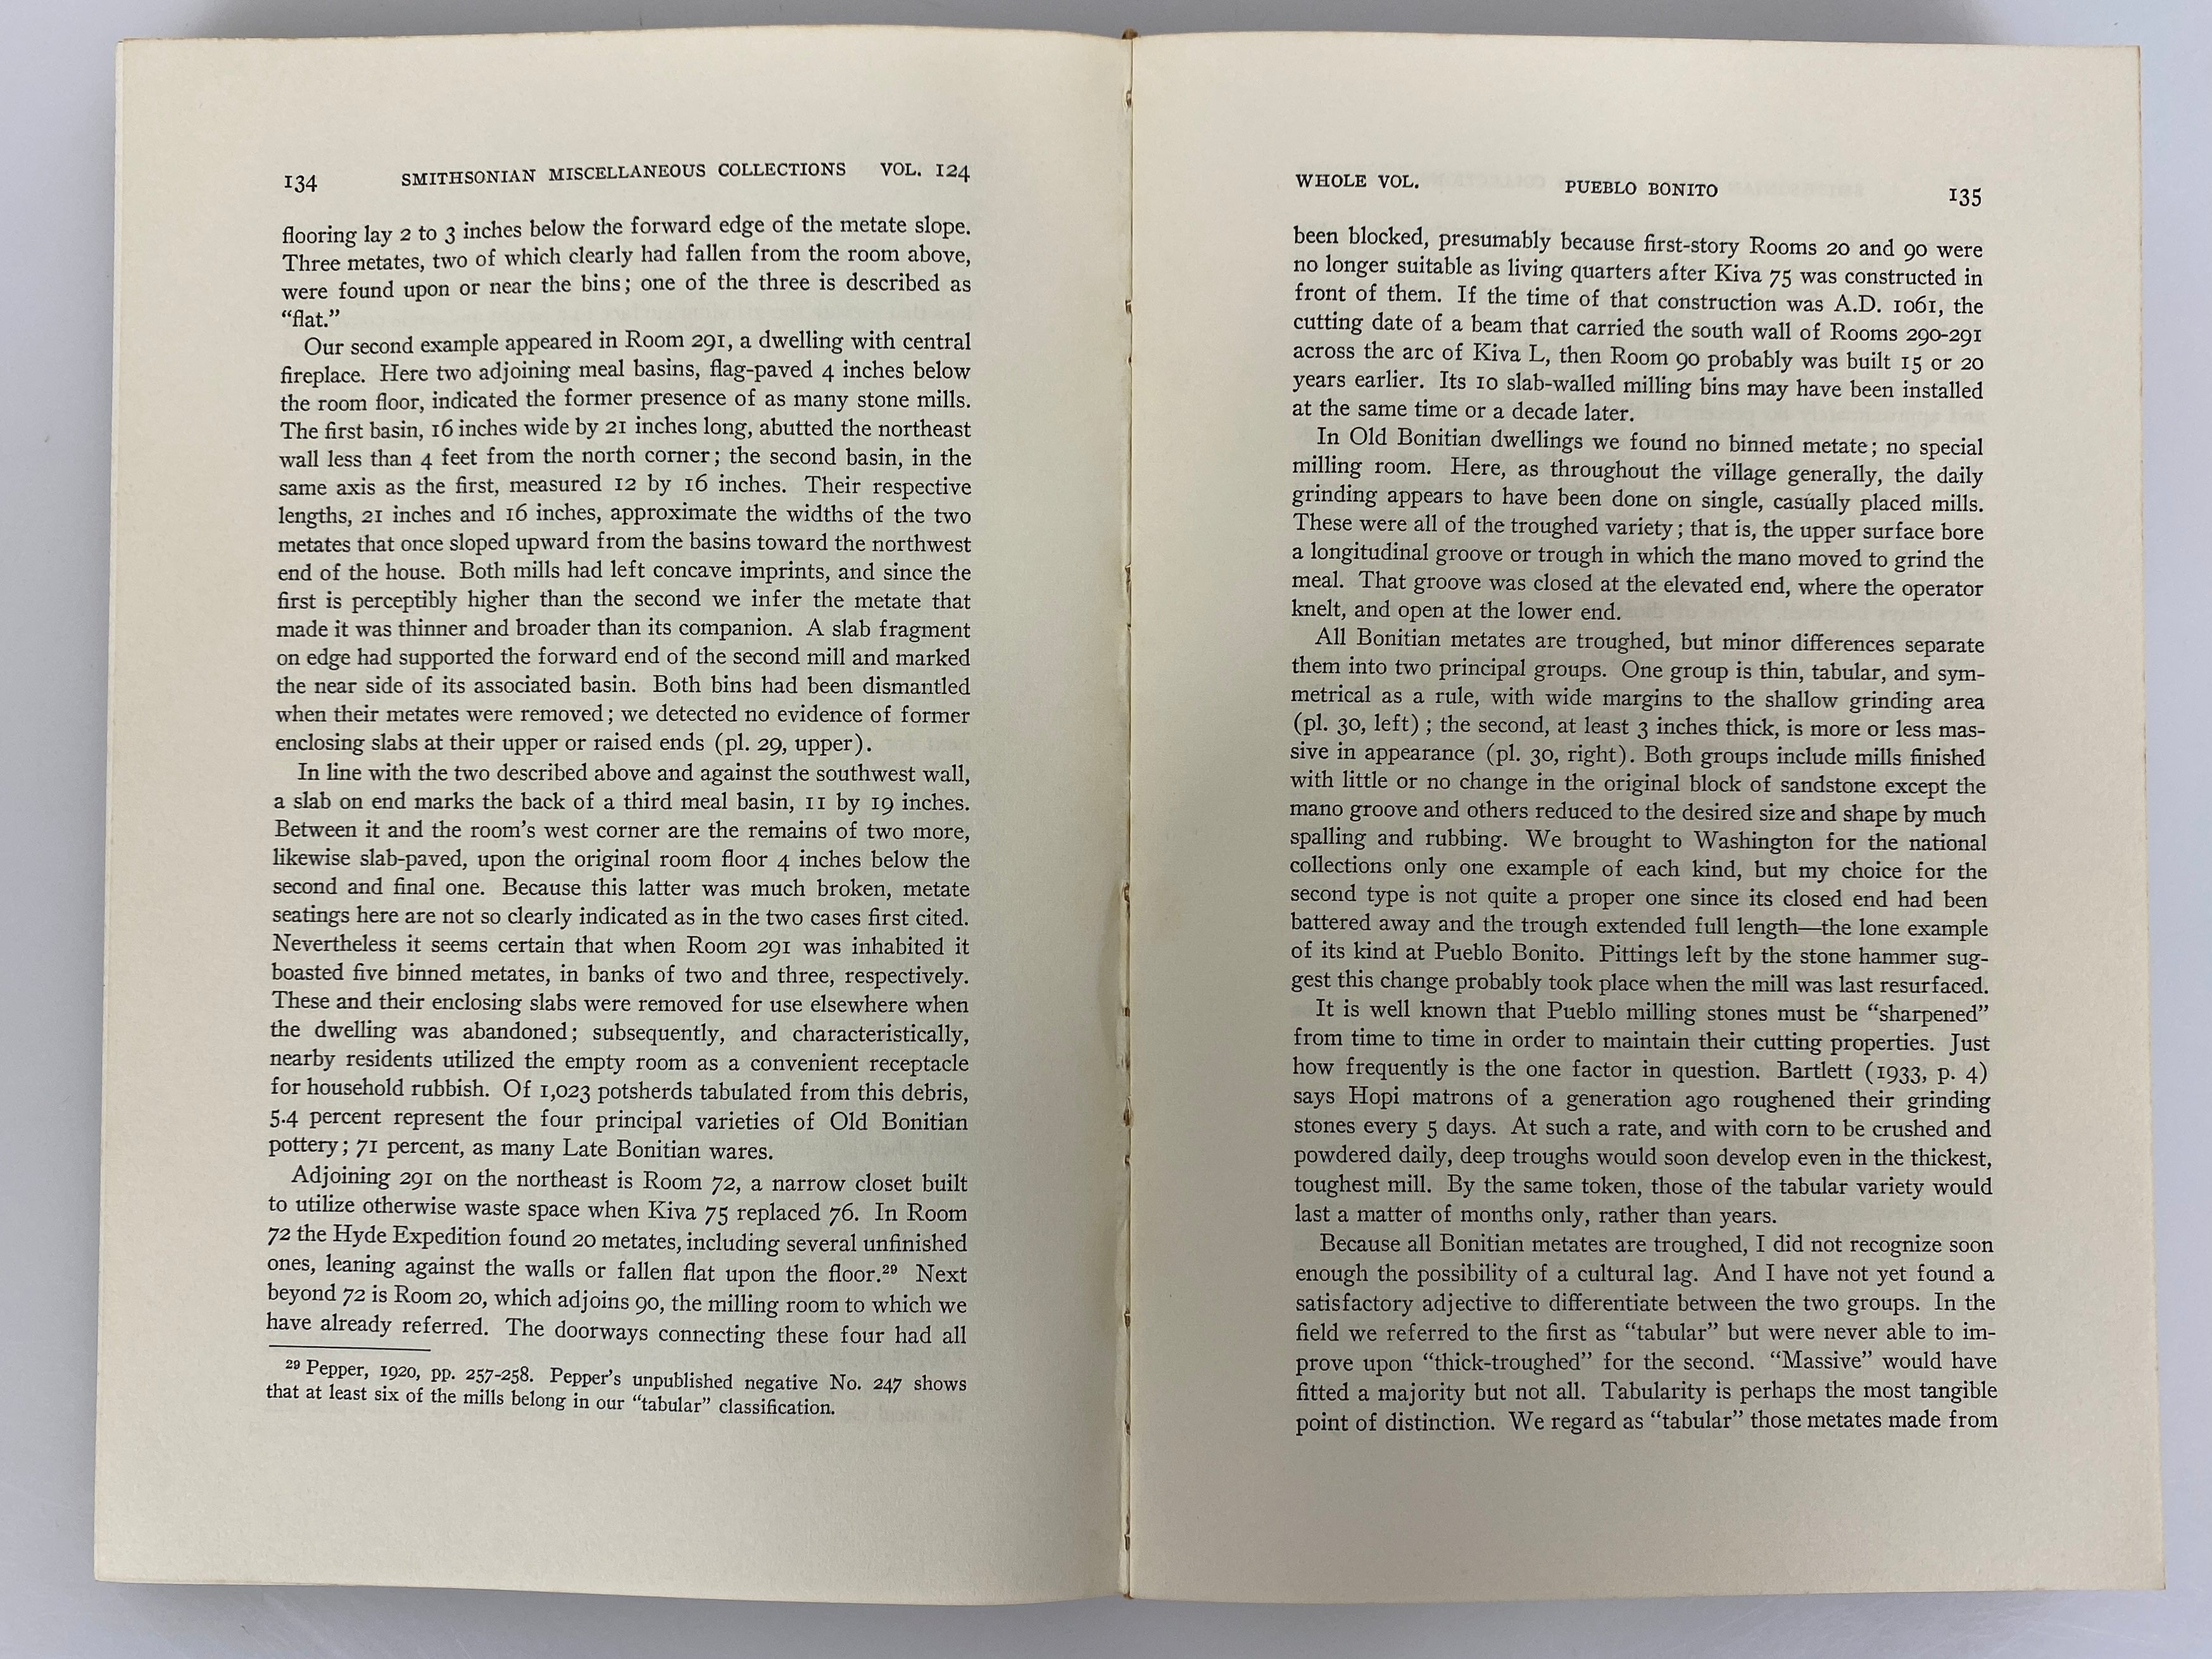 134 SMITHSONIAN MISCELLANEOUS COLLECTIONS VOL. 124
flooring lay 2 to 3 inches below the forward edge of the metate slope.
Three metates, two of which clearly had fallen from the room above,
were found upon or near the bins; one of the three is described as
“flat.”
Our second example appeared in Room 291, a dwelling with central
fireplace. Here two adjoining meal basins, flag-paved 4 inches below
the room floor, indicated the former presence of as many stone mills.
The first basin, 16 inches wide by 21 inches long, abutted the northeast
wall less than 4 feet from the north corner; the second basin, in the
same axis as the first, measured 12 by 16 inches. Their respective
lengths, 21 inches and 16 inches, approximate the widths of the two
metates that once sloped upward from the basins toward the northwest
end of the house. Both mills had left concave imprints, and since the
first is perceptibly higher than the second we infer the metate that
made it was thinner and broader than its companion. A slab fragment
on edge had supported the forward end of the second mill and marked
the near side of its associated basin. Both bins had been dismantled
when their metates were removed; we detected no evidence of former
enclosing slabs at their upper or raised ends (pl. 29, upper).
In line with the two described above and against the southwest wall,
a slab on end marks the back of a third meal basin, 11 by 19 inches.
Between it and the room’s west corner are the remains of two more,
likewise slab-paved, upon the original room floor 4 inches below the
second and final one. Because this latter was much broken, metate
seatings here are not so clearly indicated as in the two cases first cited.
Nevertheless it seems certain that when Room 291 was inhabited it
boasted five binned metates, in banks of two and three, respectively.
These and their enclosing slabs were removed for use elsewhere when
the dwelling was abandoned; subsequently, and characteristically,
nearby residents utilized the empty room as a convenient receptacle
for household rubbish. Of 1,023 potsherds tabulated from this debris,
5.4 percent represent the four principal varieties of Old Bonitian
pottery; 71 percent, as many Late Bonitian wares.
Adjoining 291 on the northeast is Room 72, a narrow closet built
to utilize otherwise waste space when Kiva 75 replaced 76. In Room
72 the Hyde Expedition found 20 metates, including several unfinished
ones, leaning against the walls or fallen flat upon the floor.²⁹ Next
beyond 72 is Room 20, which adjoins 90, the milling room to which we
have already referred. The doorways connecting these four had all
²⁹ Pepper, 1920, pp. 257-258. Pepper’s unpublished negative No. 247 shows
that at least six of the mills belong in our “tabular” classification.
WHOLE VOL. PUEBLO BONITO 135
been blocked, presumably because first-story Rooms 20 and 90 were
no longer suitable as living quarters after Kiva 75 was constructed in
front of them. If the time of that construction was A.D. 1061, the
cutting date of a beam that carried the south wall of Rooms 290-291
across the arc of Kiva L, then Room 90 probably was built 15 or 20
years earlier. Its 10 slab-walled milling bins may have been installed
at the same time or a decade later.
In Old Bonitian dwellings we found no binned metate; no special
milling room. Here, as throughout the village generally, the daily
grinding appears to have been done on single, casually placed mills.
These were all of the troughed variety; that is, the upper surface bore
a longitudinal groove or trough in which the mano moved to grind the
meal. That groove was closed at the elevated end, where the operator
knelt, and open at the lower end.
All Bonitian metates are troughed, but minor differences separate
them into two principal groups. One group is thin, tabular, and sym-
metrical as a rule, with wide margins to the shallow grinding area
(pl. 30, left); the second, at least 3 inches thick, is more or less mas-
sive in appearance (pl. 30, right). Both groups include mills finished
with little or no change in the original block of sandstone except the
mano groove and others reduced to the desired size and shape by much
spalling and rubbing. We brought to Washington for the national
collections only one example of each kind, but my choice for the
second type is not quite a proper one since its closed end had been
battered away and the trough extended full length—the lone example
of its kind at Pueblo Bonito. Pittings left by the stone hammer sug-
gest this change probably took place when the mill was last resurfaced.
It is well known that Pueblo milling stones must be “sharpened”
from time to time in order to maintain their cutting properties. Just
how frequently is the one factor in question. Bartlett (1933, p. 4)
says Hopi matrons of a generation ago roughened their grinding
stones every 5 days. At such a rate, and with corn to be crushed and
powdered daily, deep troughs would soon develop even in the thickest,
toughest mill. By the same token, those of the tabular variety would
last a matter of months only, rather than years.
Because all Bonitian metates are troughed, I did not recognize soon
enough the possibility of a cultural lag. And I have not yet found a
satisfactory adjective to differentiate between the two groups. In the
field we referred to the first as “tabular” but were never able to im-
prove upon “thick-troughed” for the second. “Massive” would have
fitted a majority but not all. Tabularity is perhaps the most tangible
point of distinction. We regard as “tabular” those metates made from